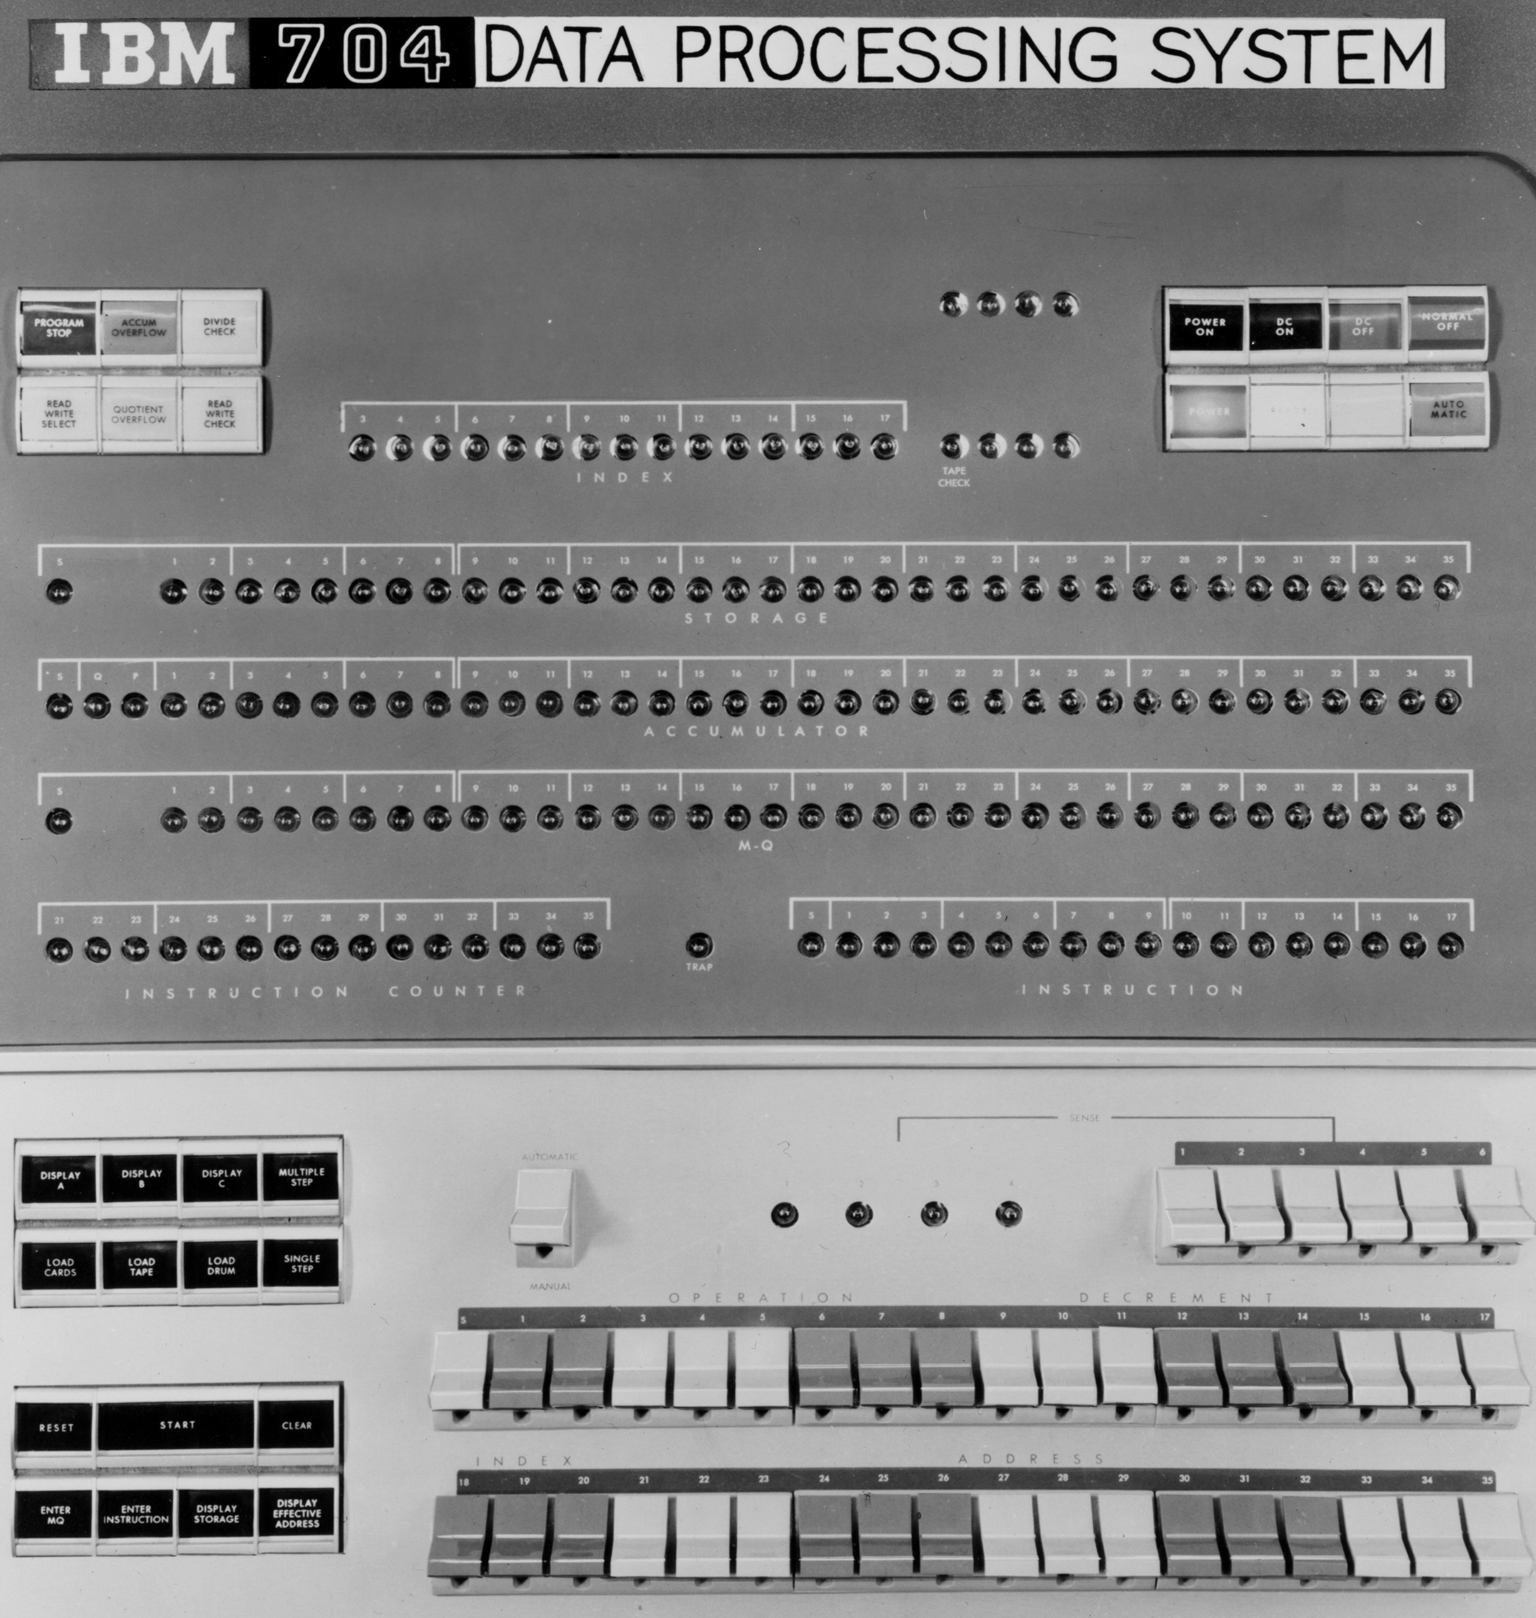 IBM 704 DATA PROCESSING SYSTEM
PROGRAM STOP
ACCUM OVERFLOW
DIVIDE CHECK
READ WRITE SELECT
QUOTIENT OVERFLOW
READ WRITE CHECK
POWER ON
DC ON
DC OFF
NORMAL OFF
POWER
AUTO MATIC
3 4 5 6 7 8 9 10 11 12 13 14 15 16 17
INDEX
TAPE CHECK
S 1 2 3 4 5 6 7 8 9 10 11 12 13 14 15 16 17 18 19 20 21 22 23 24 25 26 27 28 29 30 31 32 33 34 35
STORAGE
S Q P 1 2 3 4 5 6 7 8 9 10 11 12 13 14 15 16 17 18 19 20 21 22 23 24 25 26 27 28 29 30 31 32 33 34 35
ACCUMULATOR
S 1 2 3 4 5 6 7 8 9 10 11 12 13 14 15 16 17 18 19 20 21 22 23 24 25 26 27 28 29 30 31 32 33 34 35
M-Q
21 22 23 24 25 26 27 28 29 30 31 32 33 34 35
INSTRUCTION COUNTER
TRAP
S 1 2 3 4 5 6 7 8 9 10 11 12 13 14 15 16 17
INSTRUCTION
DISPLAY A
DISPLAY B
DISPLAY C
MULTIPLE STEP
LOAD CARDS
LOAD TAPE
LOAD DRUM
SINGLE STEP
AUTOMATIC
MANUAL
SENSE
1 2 3 4
1 2 3 4 5 6
OPERATION
DECREMENT
S 1 2 3 4 5 6 7 8 9 10 11 12 13 14 15 16 17
RESET
START
CLEAR
ENTER MQ
ENTER INSTRUCTION
DISPLAY STORAGE
DISPLAY EFFECTIVE ADDRESS
INDEX
ADDRESS
18 19 20 21 22 23 24 25 26 27 28 29 30 31 32 33 34 35